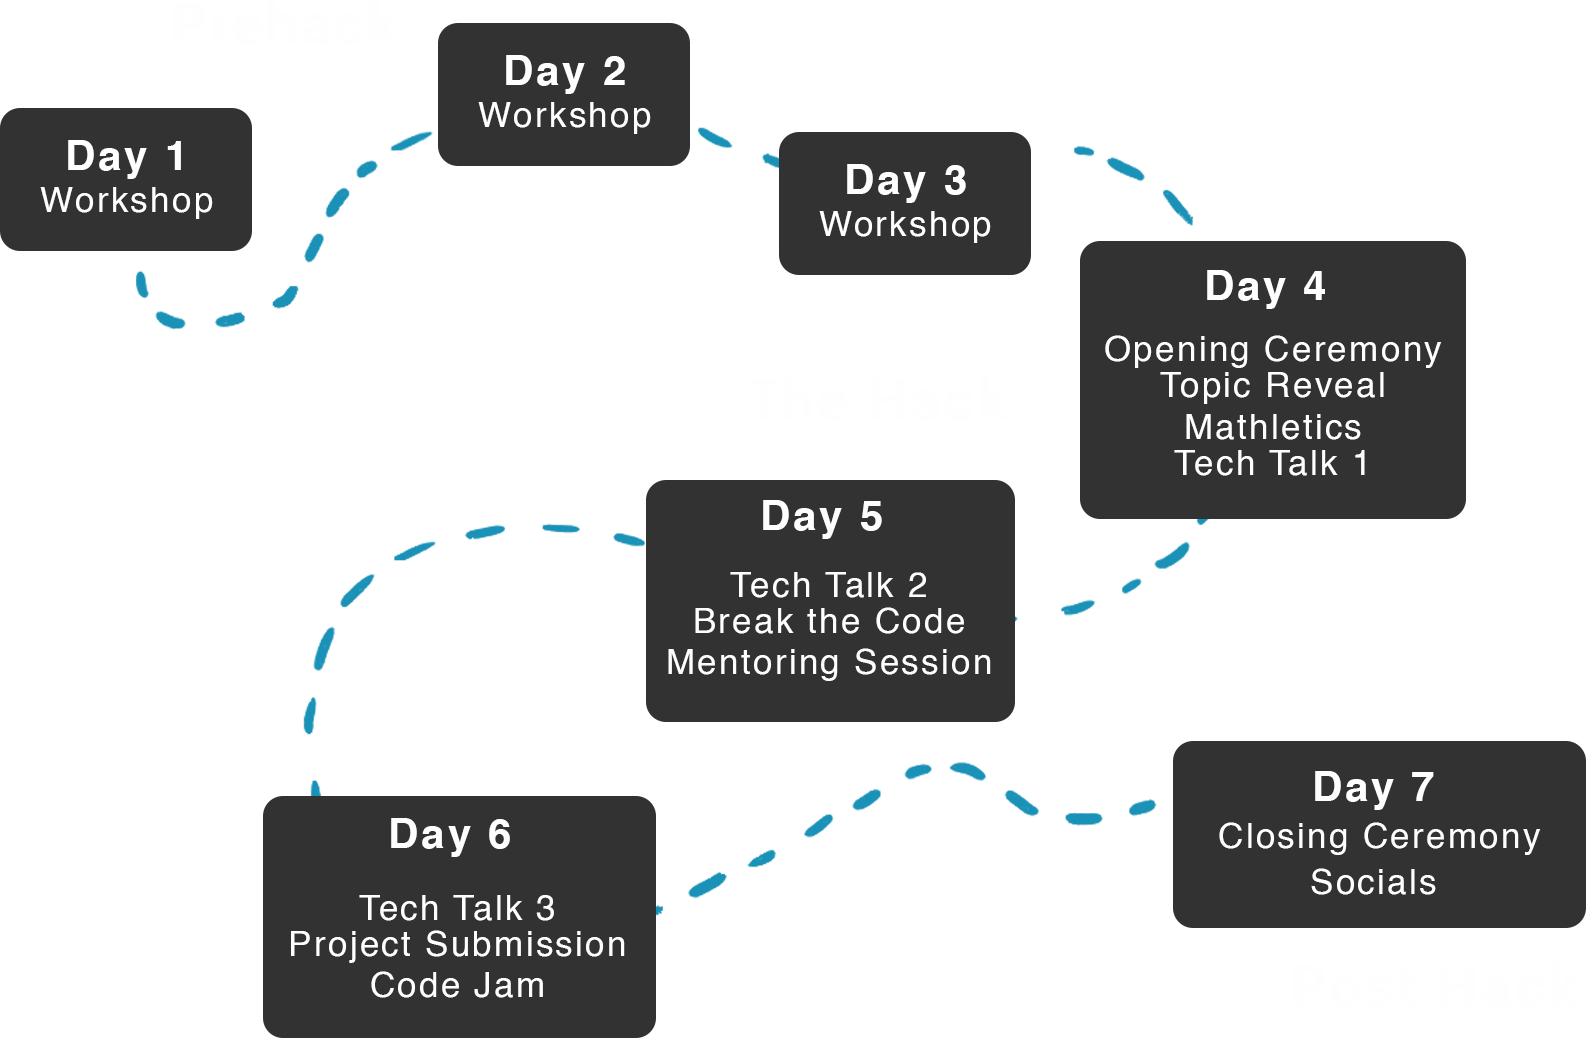 Day 1
Workshop
Day 2
Workshop
Day 3
Workshop
Day 4
Opening Ceremony
Topic Reveal
Mathletics
Tech Talk 1
Day 5
Tech Talk 2
Break the Code
Mentoring Session
Day 6
Tech Talk 3
Project Submission
Code Jam
Day 7
Closing Ceremony
Socials